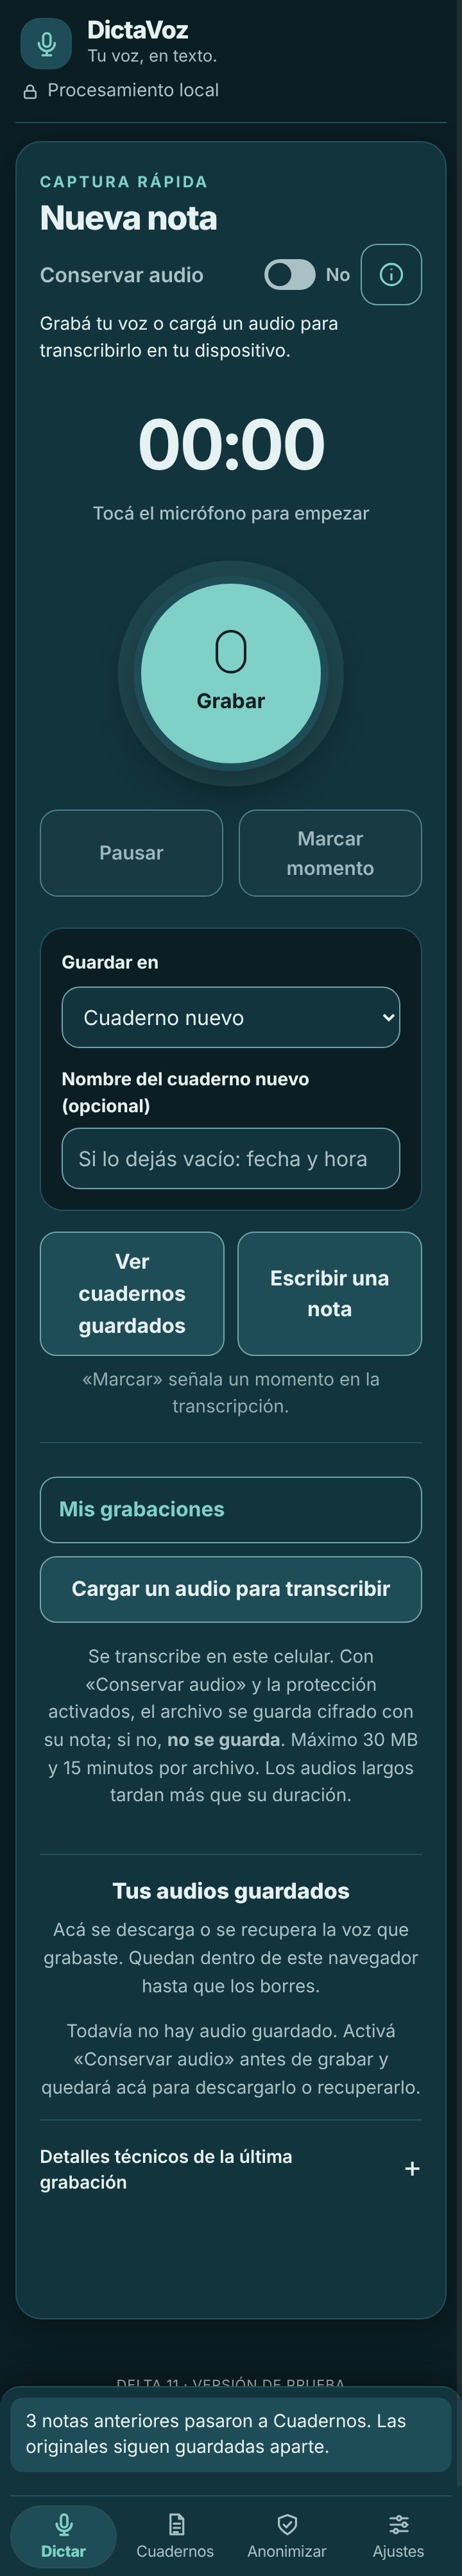 DictaVoz
Tu voz, en texto.
Procesamiento local
CAPTURA RÁPIDA
Nueva nota
Conservar audio No
Grabá tu voz o cargá un audio para
transcribirlo en tu dispositivo.
00:00
Tocá el micrófono para empezar
Grabar
Pausar
Marcar
momento
Guardar en
Cuaderno nuevo
Nombre del cuaderno nuevo
(opcional)
Si lo dejás vacío: fecha y hora
Ver
cuadernos
guardados
Escribir una
nota
«Marcar» señala un momento en la
transcripción.
Mis grabaciones
Cargar un audio para transcribir
Se transcribe en este celular. Con
«Conservar audio» y la protección
activados, el archivo se guarda cifrado con
su nota; si no, no se guarda. Máximo 30 MB
y 15 minutos por archivo. Los audios largos
tardan más que su duración.
Tus audios guardados
Acá se descarga o se recupera la voz que
grabaste. Quedan dentro de este navegador
hasta que los borres.
Todavía no hay audio guardado. Activá
«Conservar audio» antes de grabar y
quedará acá para descargarlo o recuperarlo.
Detalles técnicos de la última
grabación
+
DELTA 11 · VERSIÓN DE PRUEBA
3 notas anteriores pasaron a Cuadernos. Las
originales siguen guardadas aparte.
Dictar Cuadernos Anonimizar Ajustes